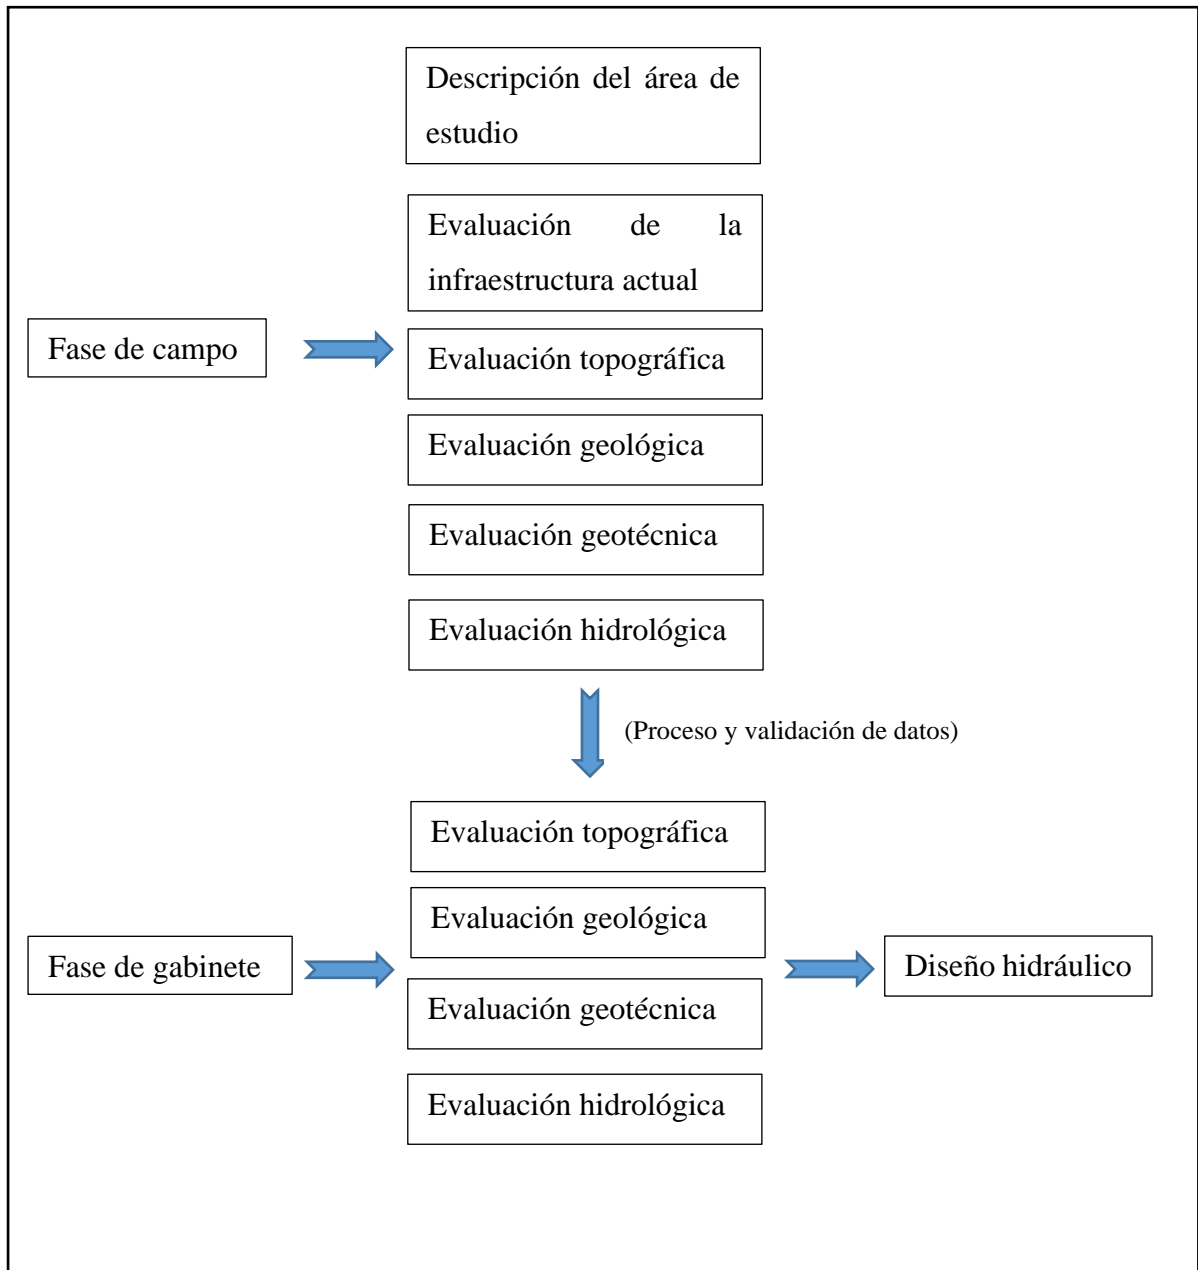 Descripción del área de
estudio
Evaluación de la
infraestructura actual
Fase de campo
Evaluación topográfica
Evaluación geológica
Evaluación geotécnica
Evaluación hidrológica
(Proceso y validación de datos)
Evaluación topográfica
Evaluación geológica
Fase de gabinete
Diseño hidráulico
Evaluación geotécnica
Evaluación hidrológica